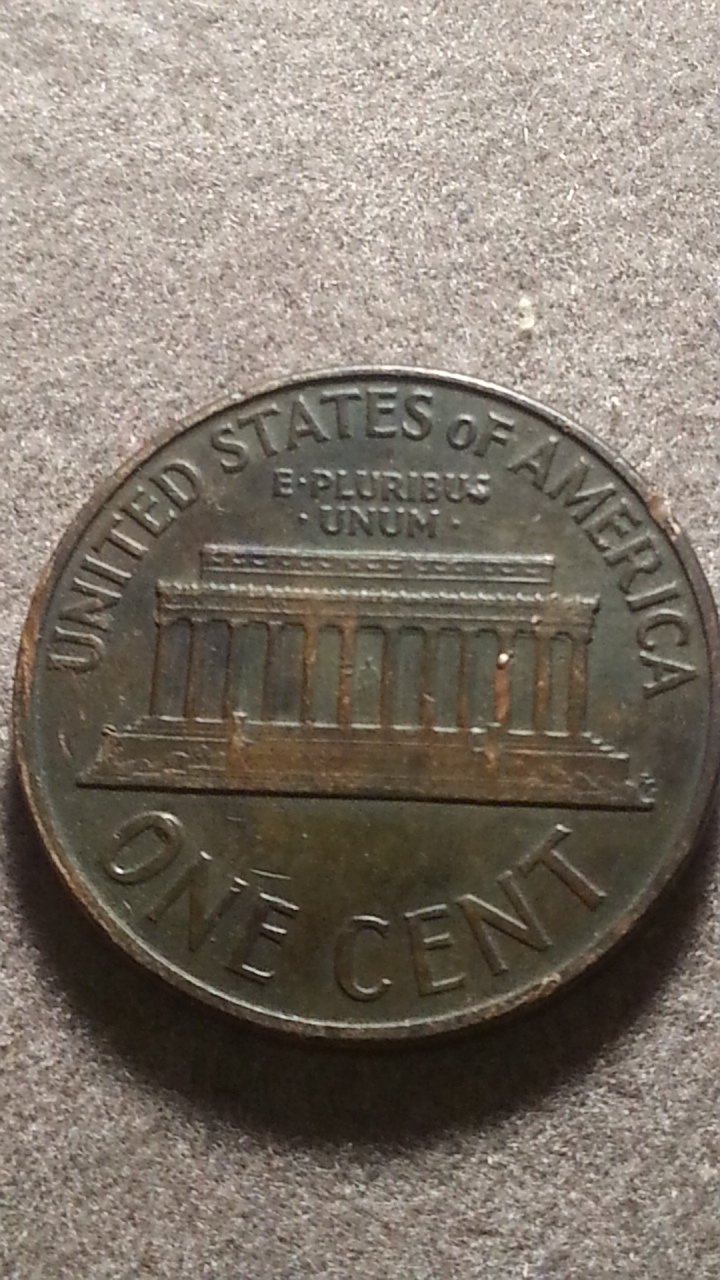 UNITED STATES oF AMERICA
E·PLURIBUS
·UNUM·
ONE CENT